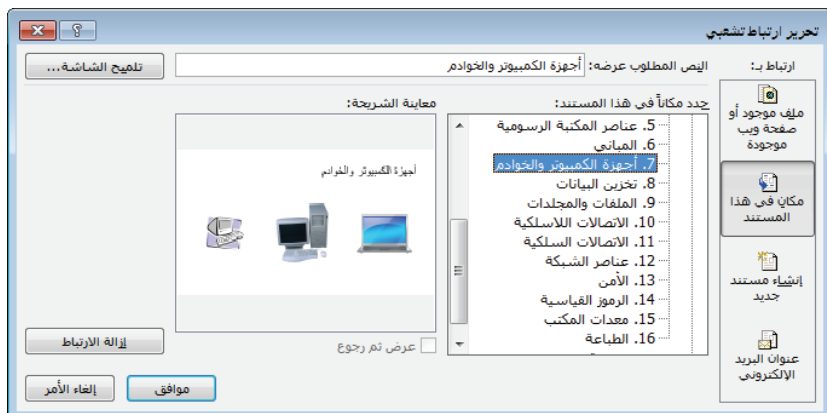 تحرير ارتباط تشعبي
ارتباط بـ:
النص المطلوب عرضه:
أجهزة الكمبيوتر والخوادم
تلميح الشاشة...
ملف موجود أو
صفحة ويب
موجودة
مكان في هذا
المستند
إنشاء مستند
جديد
عنوان البريد
الإلكتروني
حدد مكاناً في هذا المستند:
5. عناصر المكتبة الرسومية
6. المباني
7. أجهزة الكمبيوتر والخوادم
8. تخزين البيانات
9. الملفات والمجلدات
10. الاتصالات اللاسلكية
11. الاتصالات السلكية
12. عناصر الشبكة
13. الأمن
14. الرموز القياسية
15. معدات المكتب
16. الطباعة
معاينة الشريحة:
أجهزة الكمبيوتر والخوادم
عرض ثم رجوع
إزالة الارتباط
موافق
إلغاء الأمر